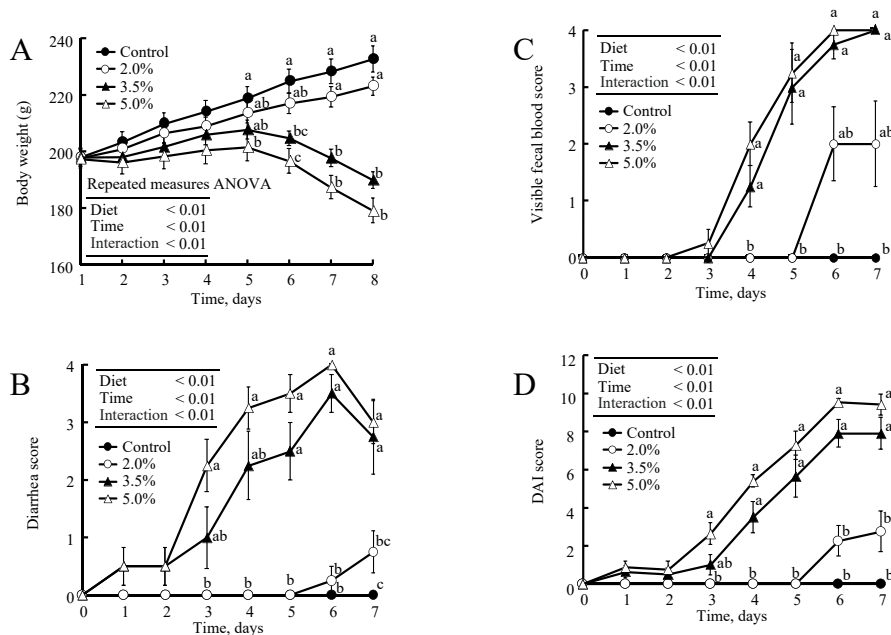 A
240
220
200
180
160
Body weight (g)
Control
2.0%
3.5%
5.0%
a
a
a
a
a
a
a
ab
ab
b
bc
c
b
b
b
b
Repeated measures ANOVA
Diet < 0.01
Time < 0.01
Interaction < 0.01
1 2 3 4 5 6 7 8
Time, days
C
4
3
2
1
0
Visible fecal blood score
Diet < 0.01
Time < 0.01
Interaction < 0.01
Control
2.0%
3.5%
5.0%
a
a
a
a
a
a
a
a
ab
ab
b
b
b
b
0 1 2 3 4 5 6 7
Time, days
B
4
3
2
1
0
Diarrhea score
Diet < 0.01
Time < 0.01
Interaction < 0.01
Control
2.0%
3.5%
5.0%
a
a
a
a
a
ab
ab
a
a
a
b
b
b
b
b
bc
c
0 1 2 3 4 5 6 7
Time, days
D
12
10
8
6
4
2
0
DAI score
Diet < 0.01
Time < 0.01
Interaction < 0.01
Control
2.0%
3.5%
5.0%
a
a
a
a
a
ab
a
a
a
a
b
b
b
b
b
b
b
0 1 2 3 4 5 6 7
Time, days